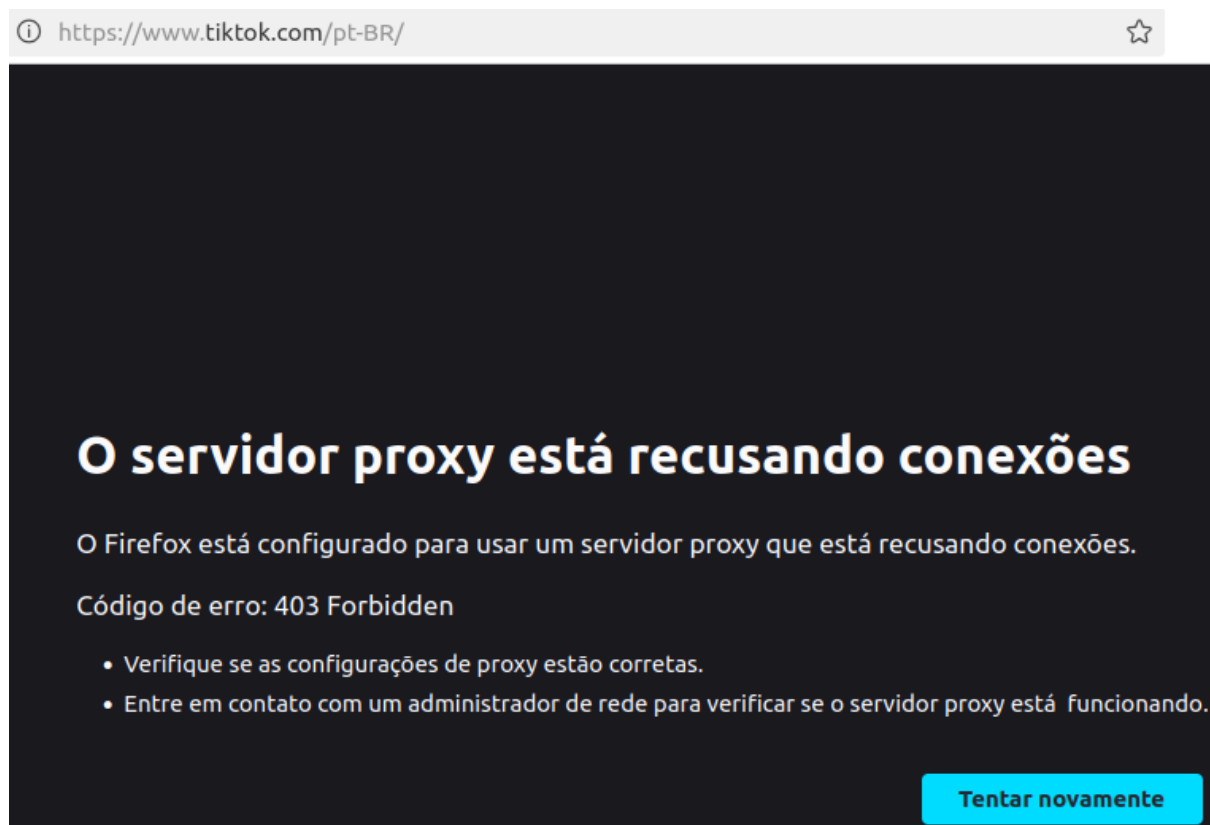 https://www.tiktok.com/pt-BR/
O servidor proxy está recusando conexões
O Firefox está configurado para usar um servidor proxy que está recusando conexões.
Código de erro: 403 Forbidden
• Verifique se as configurações de proxy estão corretas.
• Entre em contato com um administrador de rede para verificar se o servidor proxy está funcionando.
Tentar novamente